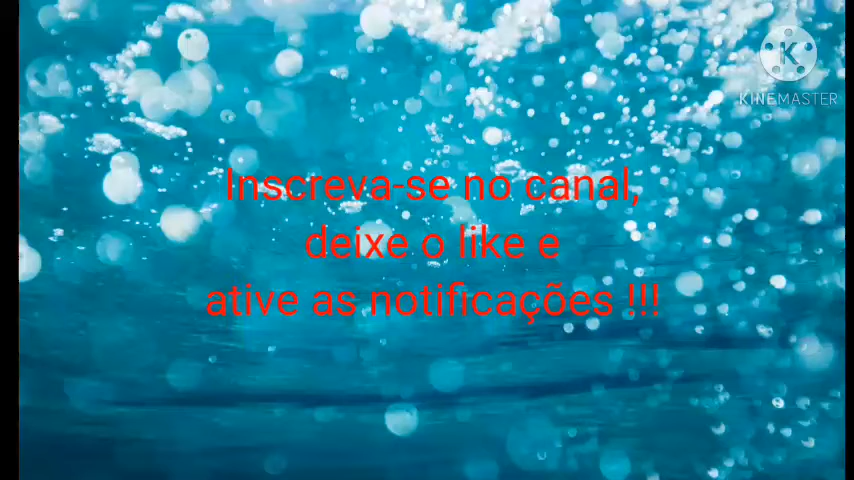 K
KINEMASTER
Inscreva-se no canal,
deixe o like e
ative as notificações !!!